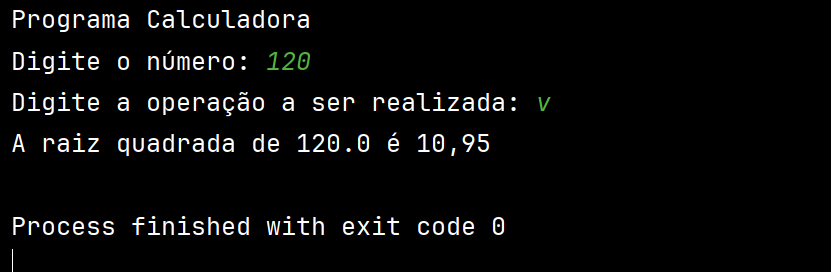 Programa Calculadora
Digite o número: 120
Digite a operação a ser realizada: v
A raiz quadrada de 120.0 é 10,95
Process finished with exit code 0